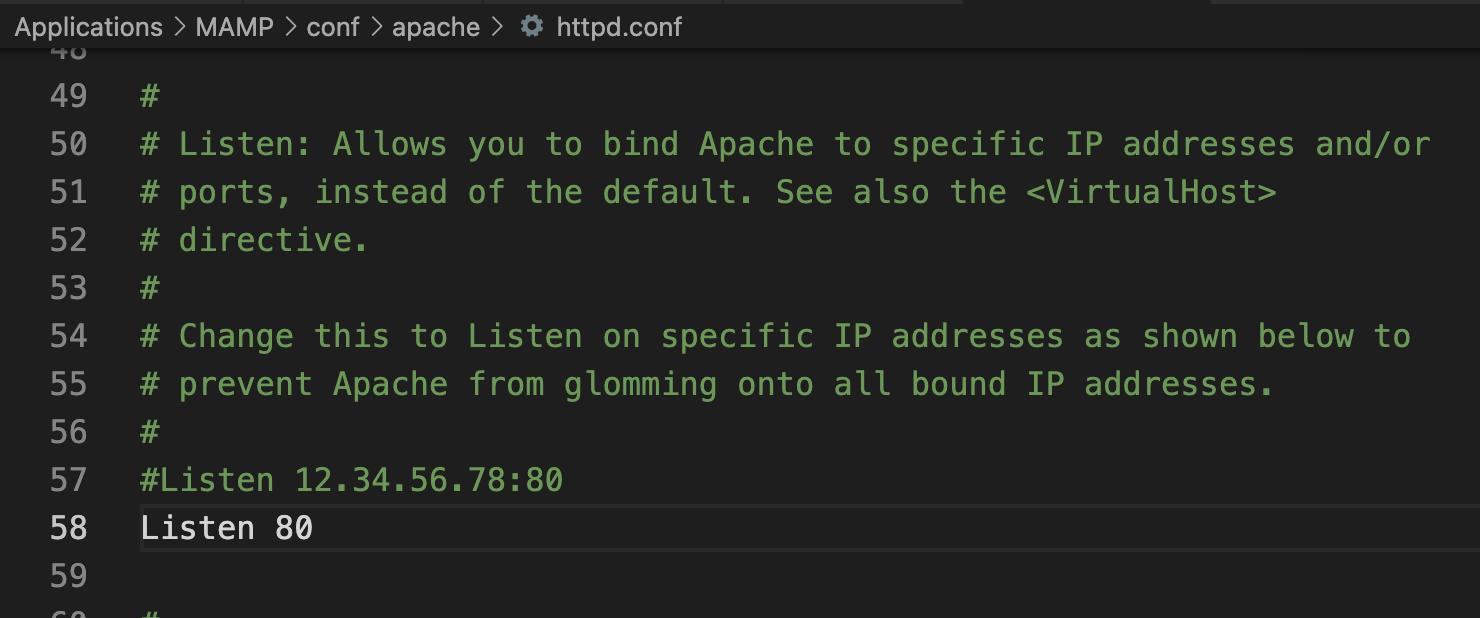 Applications > MAMP > conf > apache > httpd.conf
48
49 #
50 # Listen: Allows you to bind Apache to specific IP addresses and/or
51 # ports, instead of the default. See also the <VirtualHost>
52 # directive.
53 #
54 # Change this to Listen on specific IP addresses as shown below to
55 # prevent Apache from glomming onto all bound IP addresses.
56 #
57 #Listen 12.34.56.78:80
58 Listen 80
59
60 #